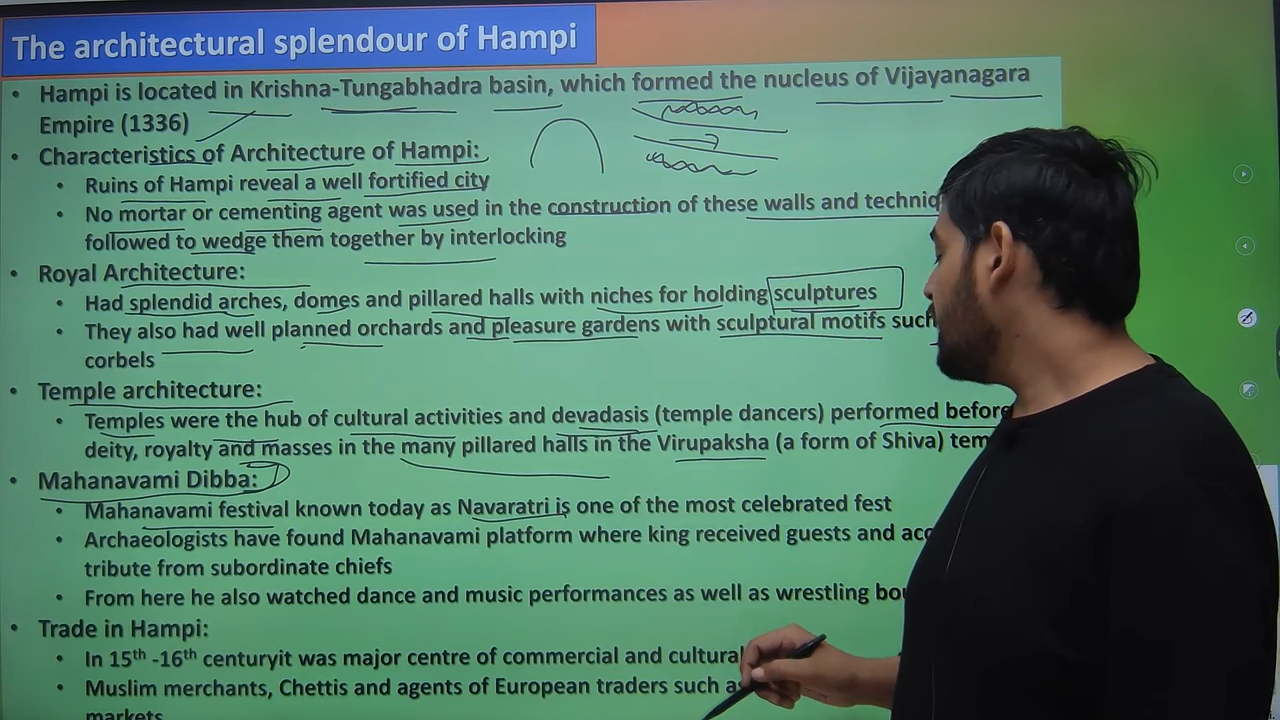 The architectural splendour of Hampi
• Hampi is located in Krishna-Tungabhadra basin, which formed the nucleus of Vijayanagara
Empire (1336)
• Characteristics of Architecture of Hampi:
• Ruins of Hampi reveal a well fortified city
• No mortar or cementing agent was used in the construction of these walls and
followed to wedge them together by interlocking
• Royal Architecture:
• Had splendid arches, domes and pillared halls with niches for holding sculptures
• They also had well planned orchards and pleasure gardens with sculptural motifs such
corbels
• Temple architecture:
• Temples were the hub of cultural activities and devadasis (temple dancers) performed before
deity, royalty and masses in the many pillared halls in the Virupaksha (a form of Shiva)
• Mahanavami Dibba:
• Mahanavami festival known today as Navaratri is one of the most celebrated fest
• Archaeologists have found Mahanavami platform where king received guests and
tribute from subordinate chiefs
• From here he also watched dance and music performances as well as wrestling
• Trade in Hampi:
• In 15th -16th centuryit was major centre of commercial and cultural
• Muslim merchants, Chettis and agents of European traders such as
markets